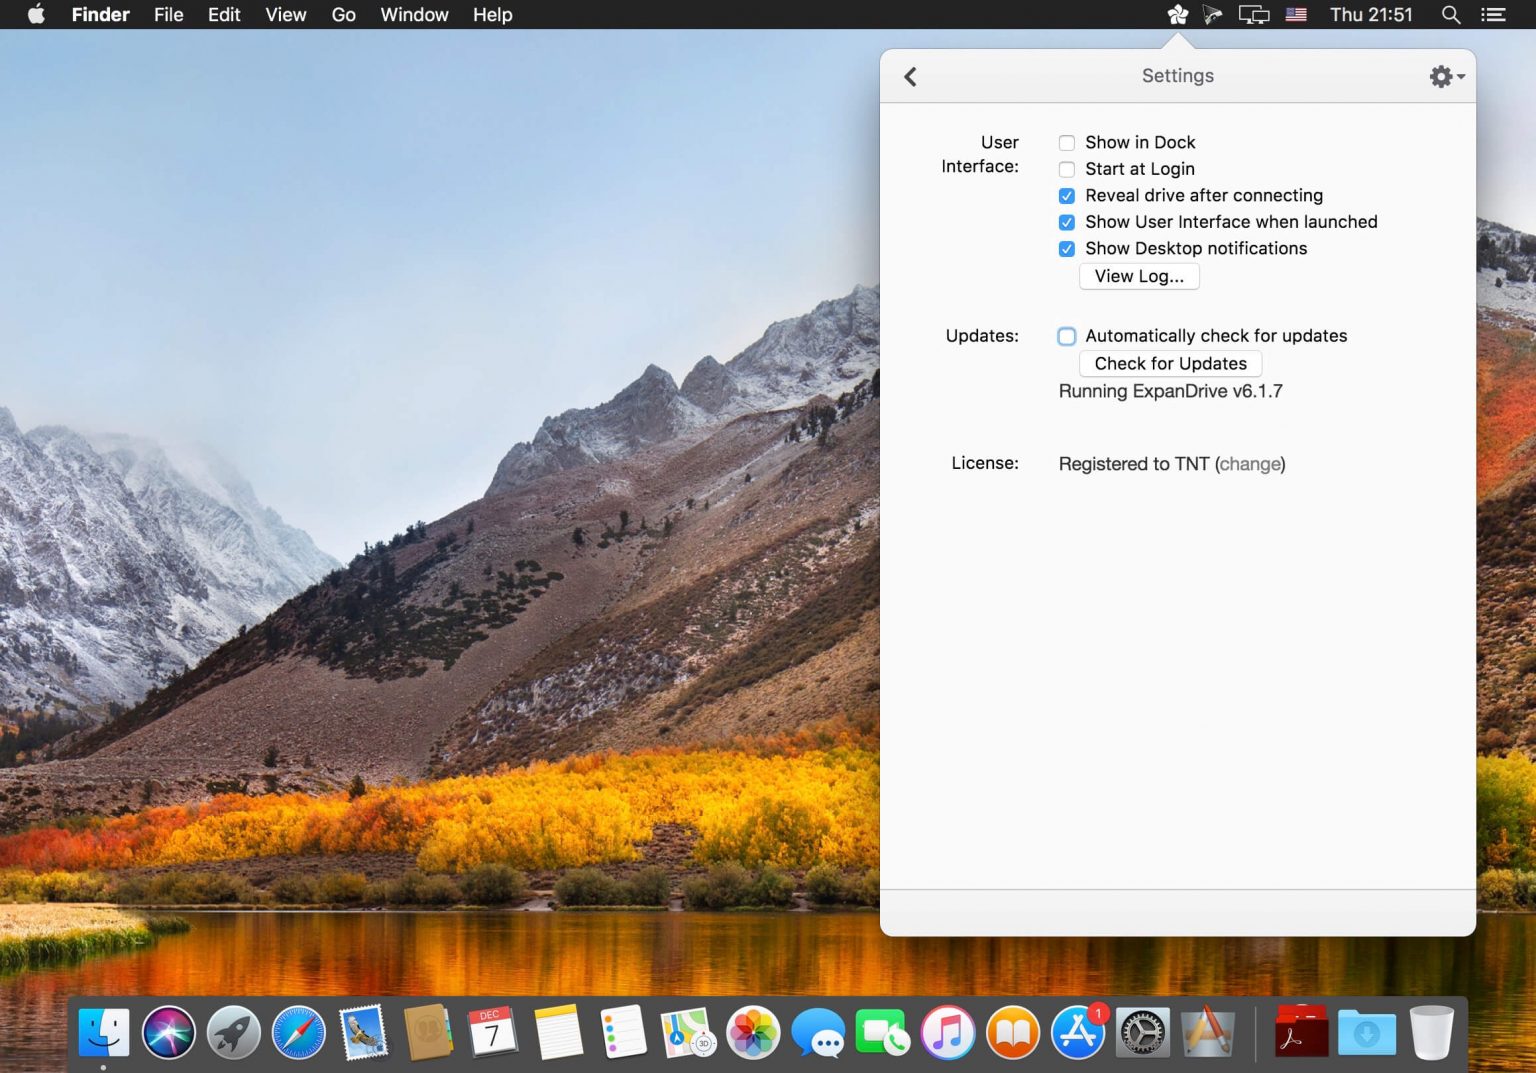 Finder File Edit View Go Window Help Thu 21:51
Settings
User
Interface:
Show in Dock
Start at Login
Reveal drive after connecting
Show User Interface when launched
Show Desktop notifications
View Log...
Updates:
Automatically check for updates
Check for Updates
Running ExpanDrive v6.1.7
License:
Registered to TNT (change)
DEC
7
3D
1